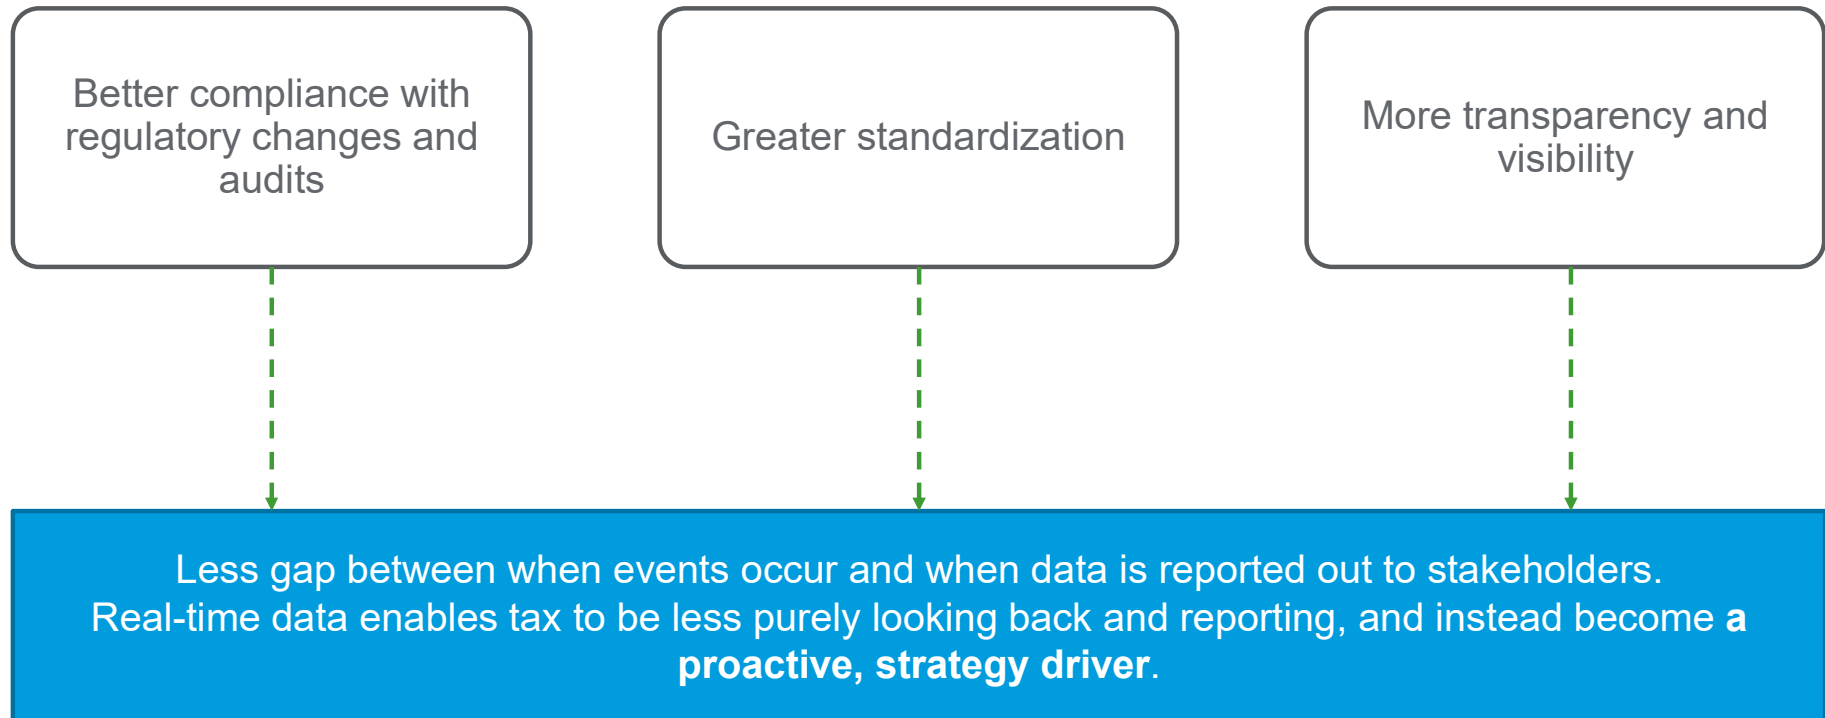 Better compliance with
regulatory changes and
audits
Greater standardization
More transparency and
visibility
Less gap between when events occur and when data is reported out to stakeholders.
Real-time data enables tax to be less purely looking back and reporting, and instead become a
proactive, strategy driver.